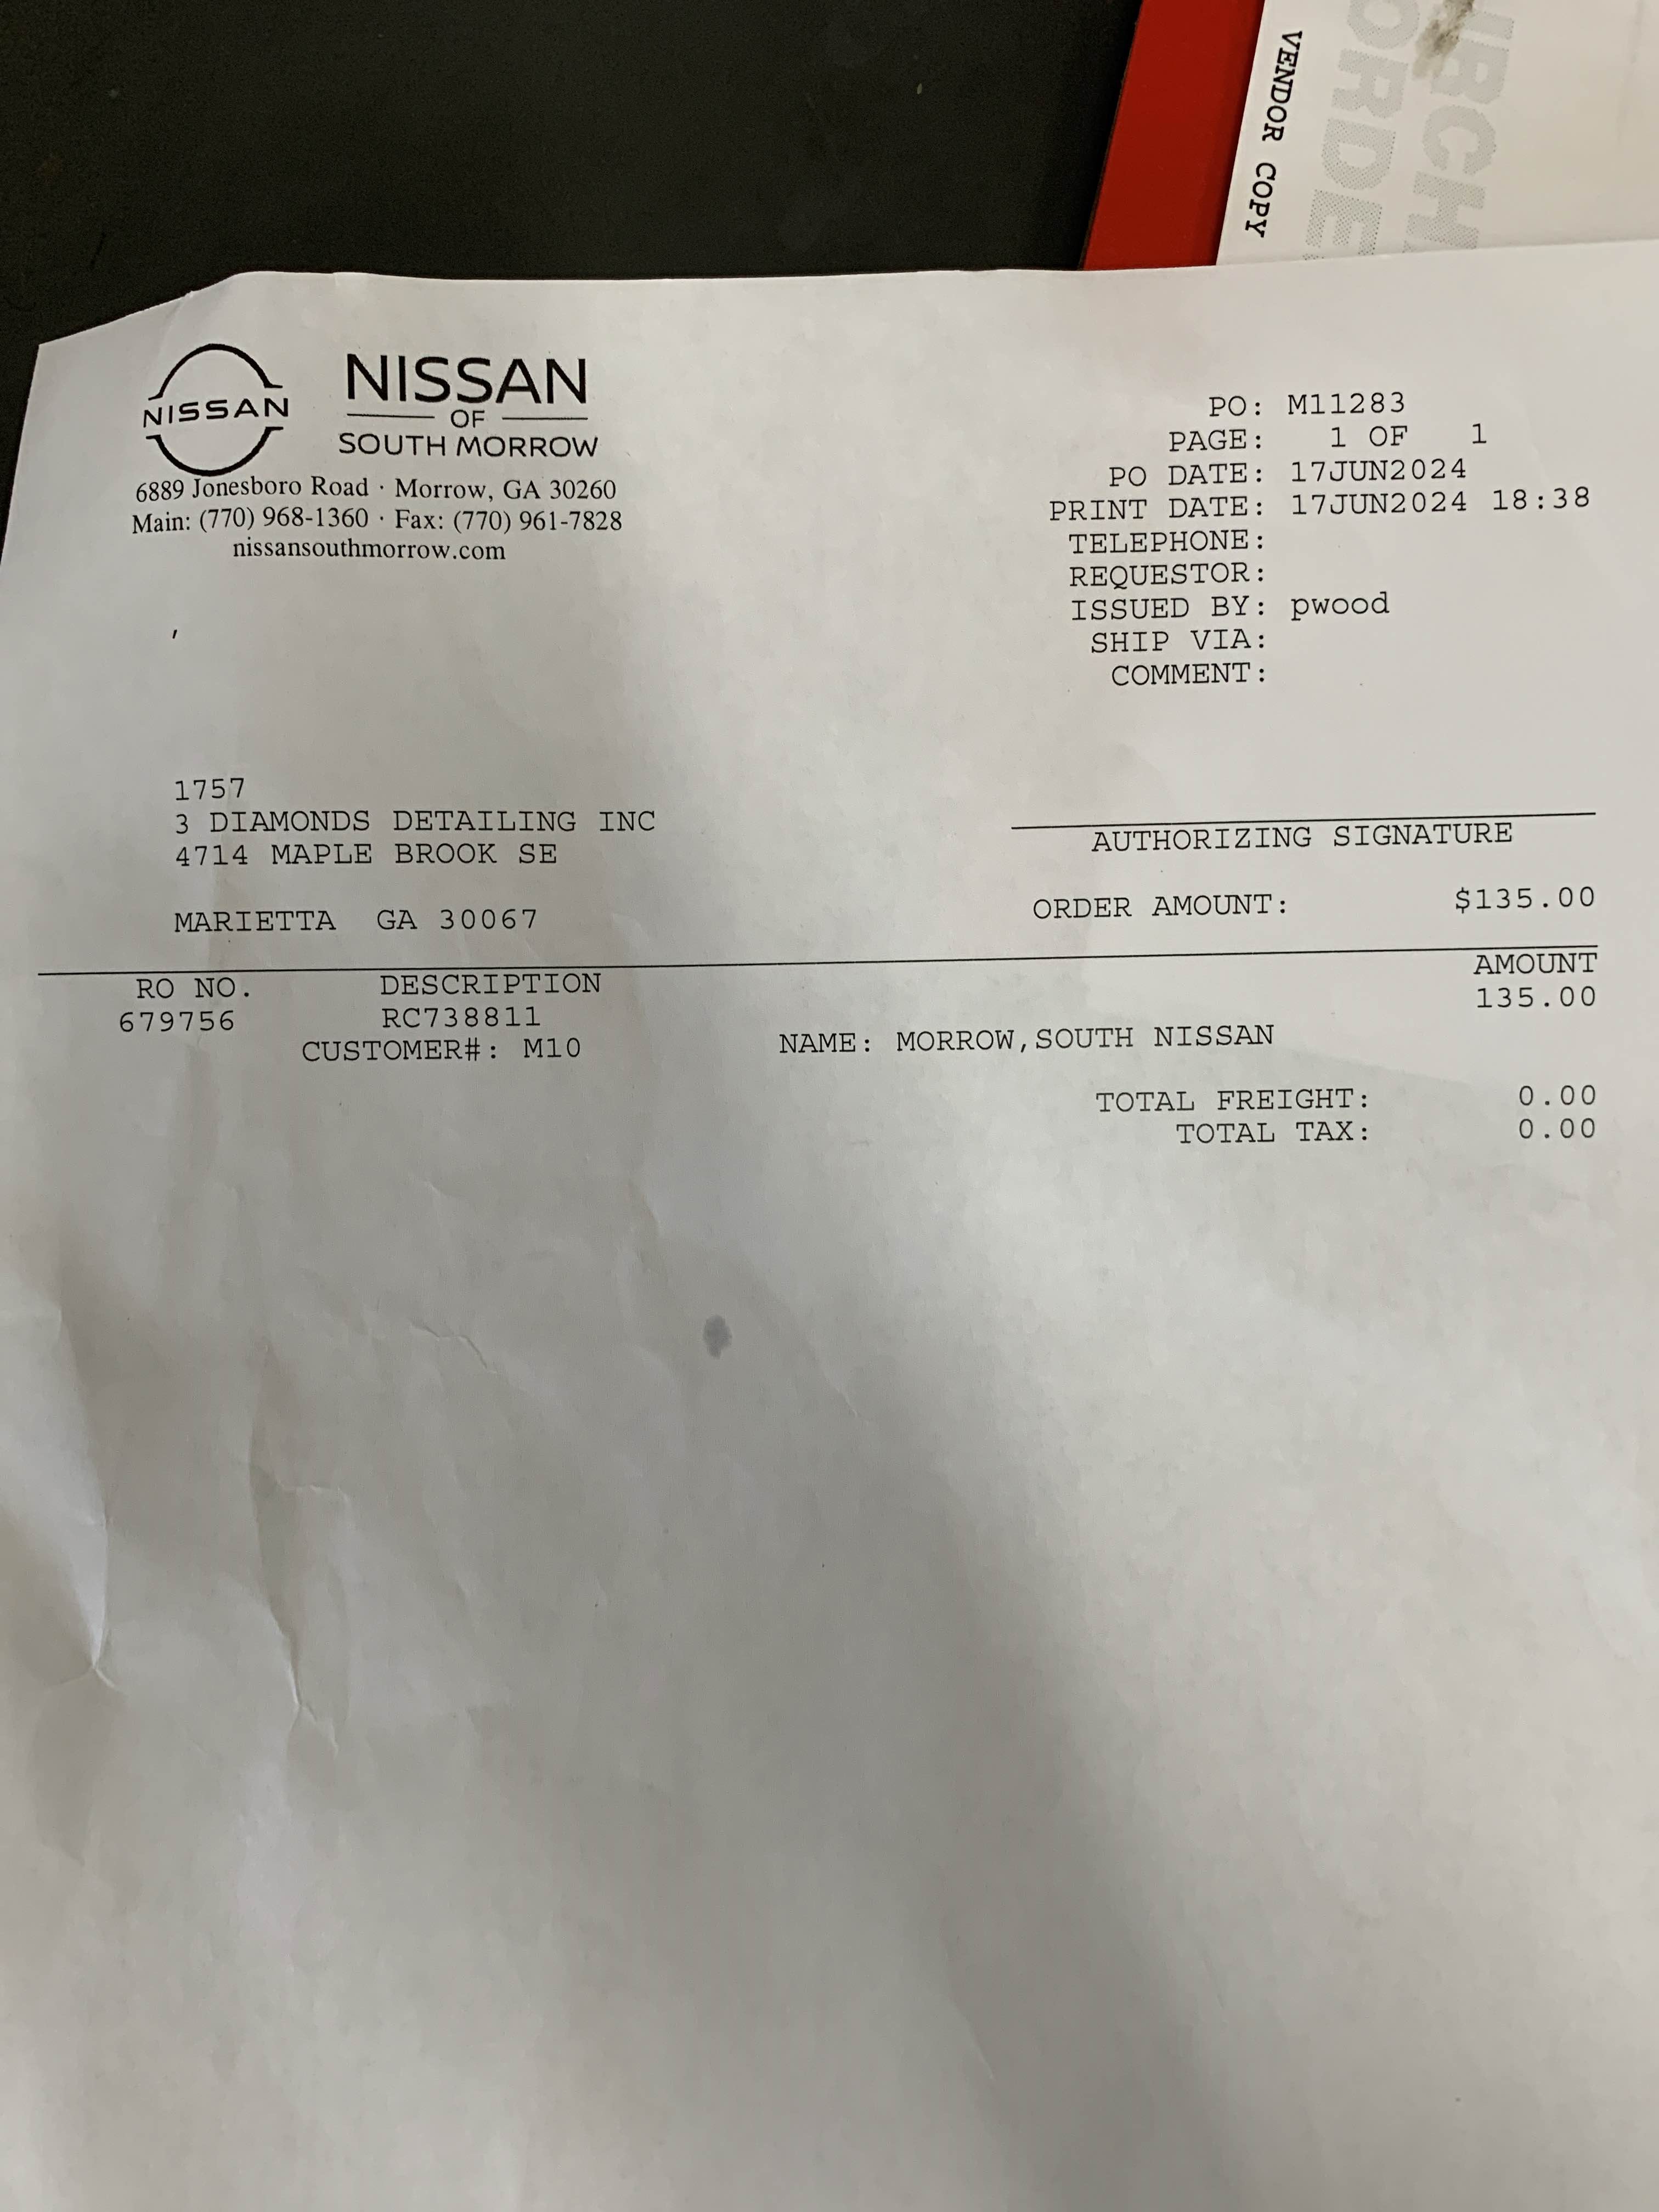 VENDOR COPY
NISSAN
NISSAN
OF
SOUTH MORROW
6889 Jonesboro Road · Morrow, GA 30260
Main: (770) 968-1360 · Fax: (770) 961-7828
nissansouthmorrow.com
,
PO: M11283
PAGE: 1 OF 1
PO DATE: 17JUN2024
PRINT DATE: 17JUN2024 18:38
TELEPHONE:
REQUESTOR:
ISSUED BY: pwood
SHIP VIA:
COMMENT:
1757
3 DIAMONDS DETAILING INC
4714 MAPLE BROOK SE
MARIETTA GA 30067
AUTHORIZING SIGNATURE
ORDER AMOUNT: $135.00
RO NO. DESCRIPTION AMOUNT
679756 RC738811 135.00
CUSTOMER#: M10 NAME: MORROW,SOUTH NISSAN
TOTAL FREIGHT: 0.00
TOTAL TAX: 0.00